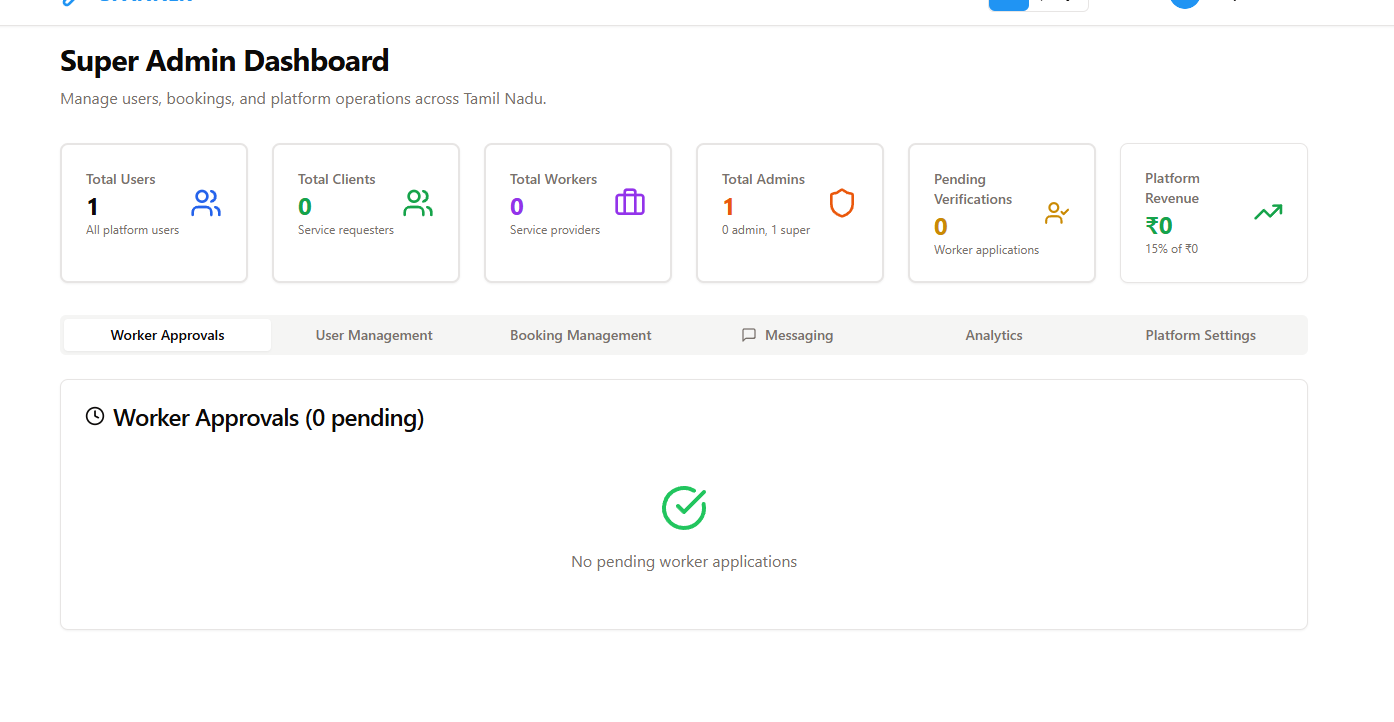 Super Admin Dashboard
Manage users, bookings, and platform operations across Tamil Nadu.
Total Users
1
All platform users
Total Clients
0
Service requesters
Total Workers
0
Service providers
Total Admins
1
0 admin, 1 super
Pending
Verifications
0
Worker applications
Platform
Revenue
₹0
15% of ₹0
Worker Approvals
User Management
Booking Management
Messaging
Analytics
Platform Settings
Worker Approvals (0 pending)
No pending worker applications